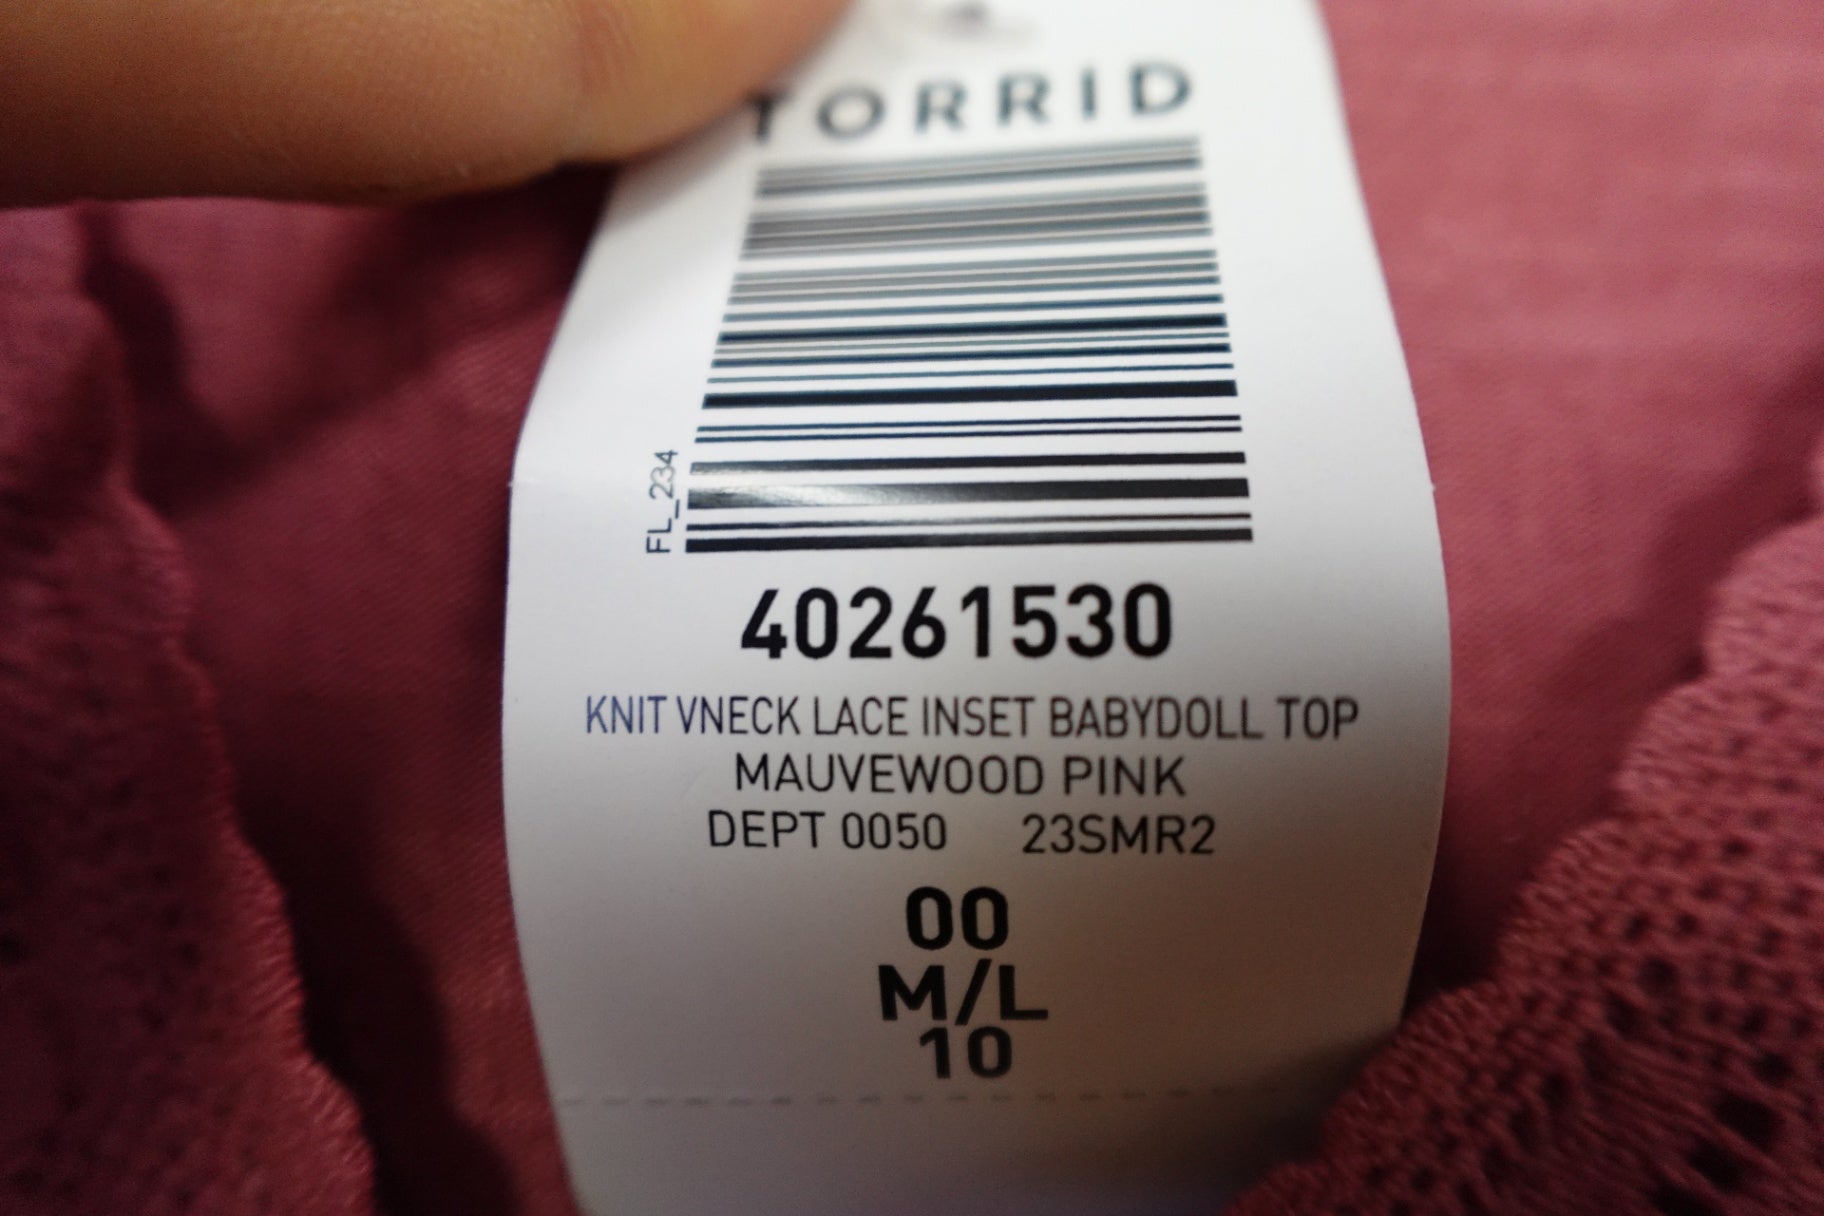 TORRID
FL_234
40261530
KNIT VNECK LACE INSET BABYDOLL TOP
MAUVEWOOD PINK
DEPT 0050 23SMR2
00
M/L
10